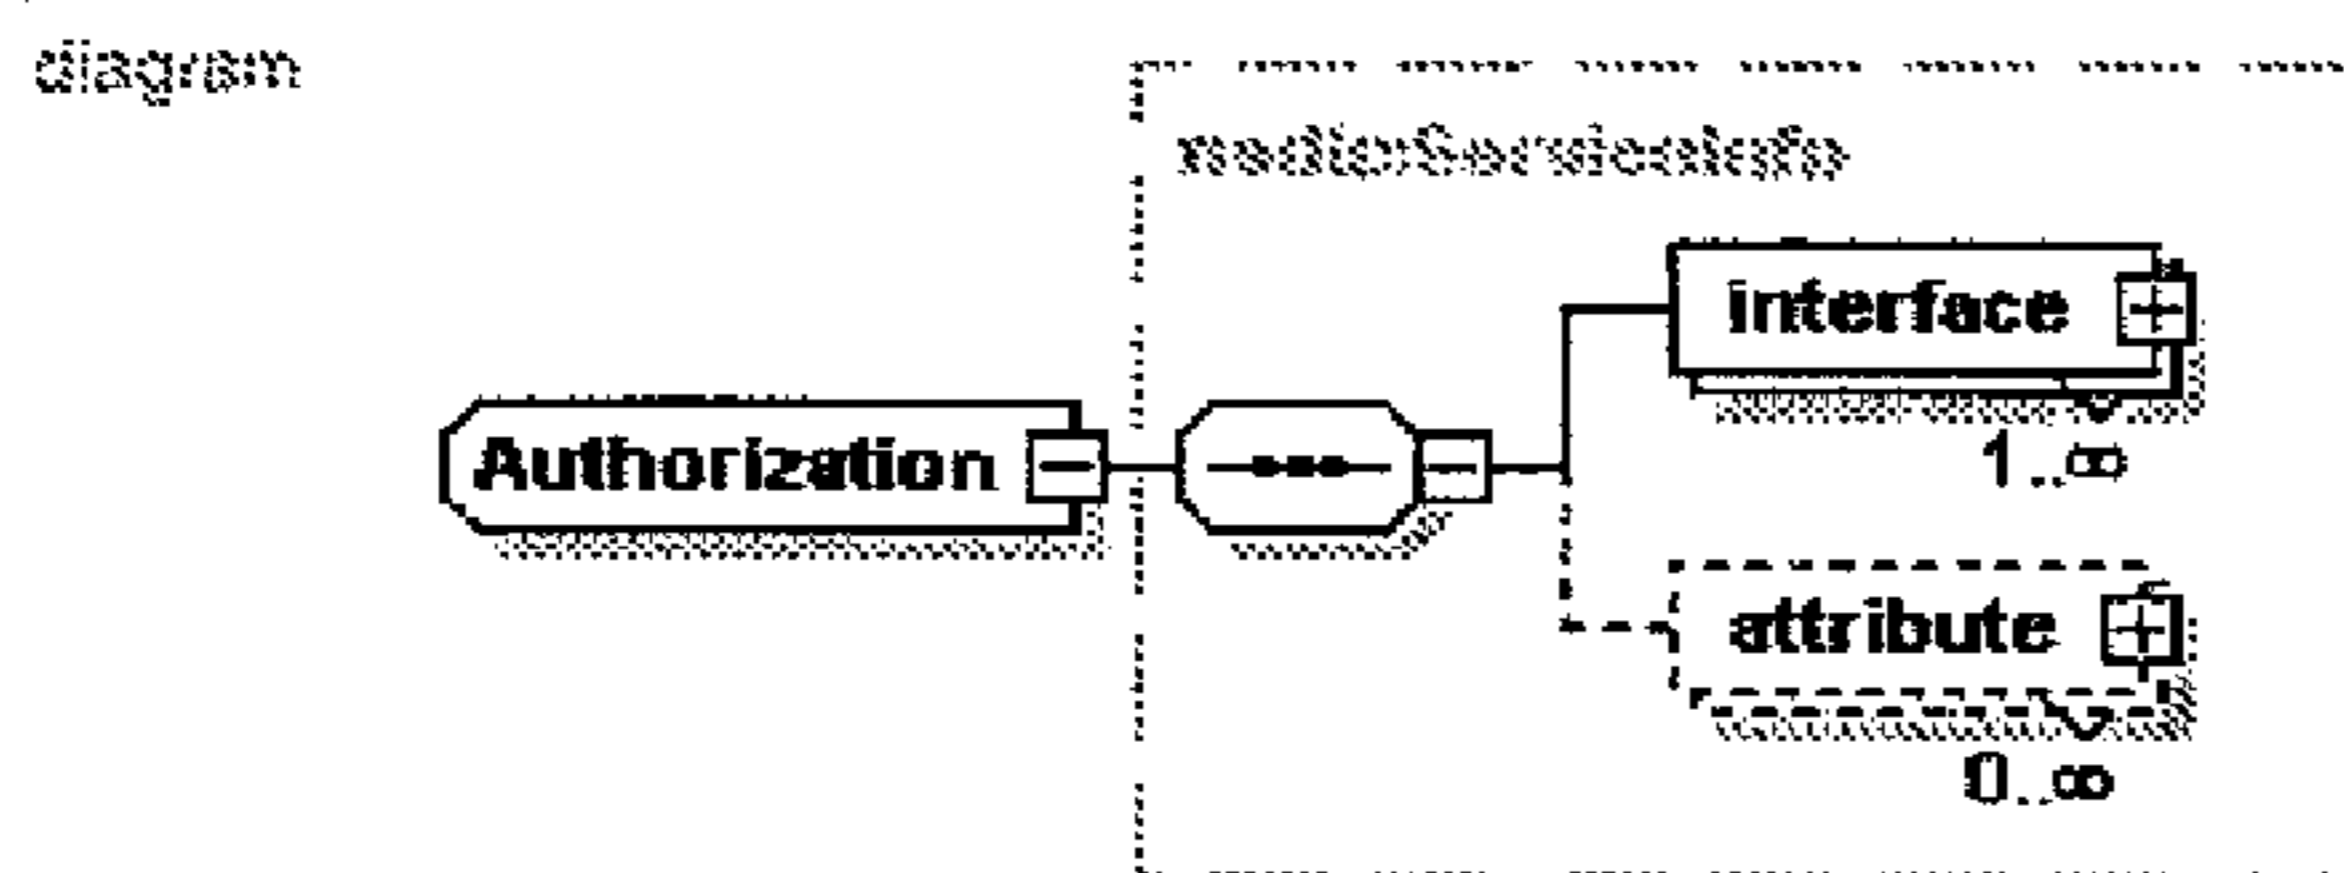 diagram
Authorization
interface
1..∞
attribute
0..∞